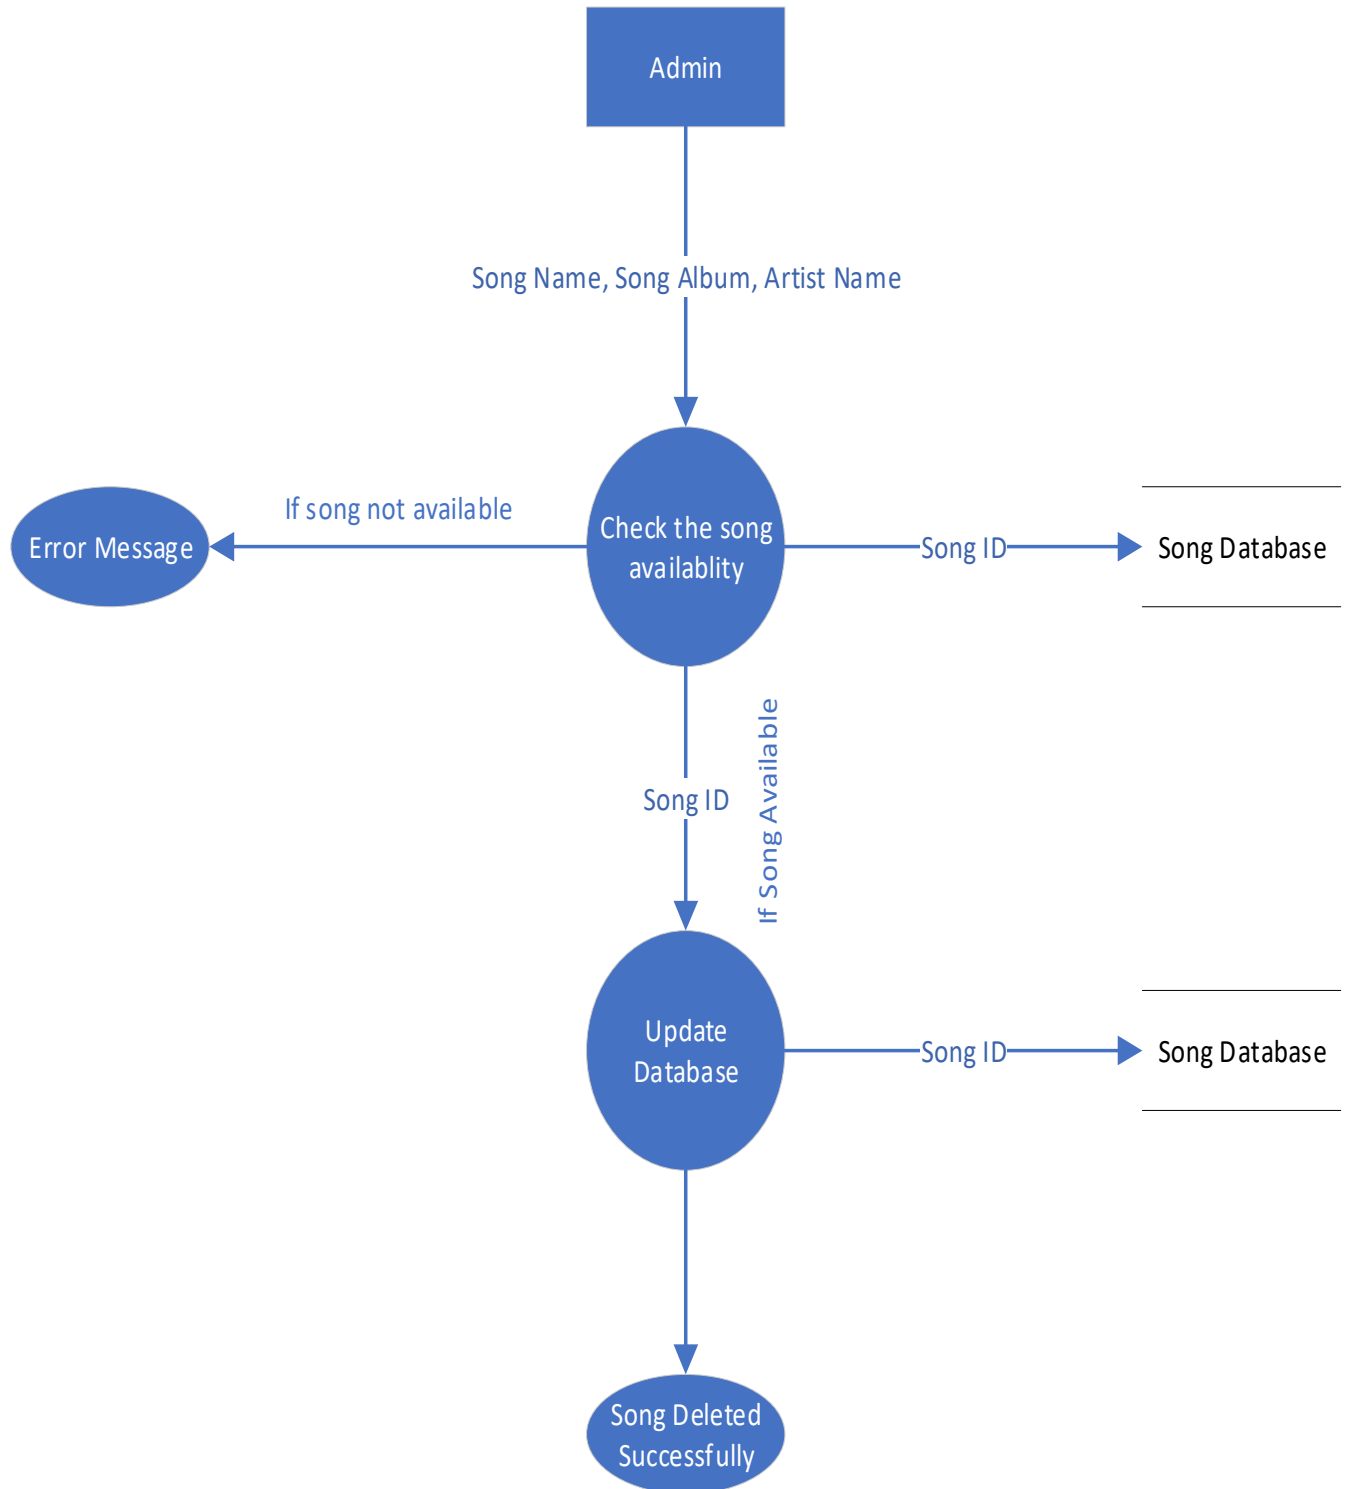 Admin
Song Name, Song Album, Artist Name
If song not available
Error Message
Check the song
availablity
Song ID
Song Database
Song ID
If Song Available
Update
Database
Song ID
Song Database
Song Deleted
Successfully